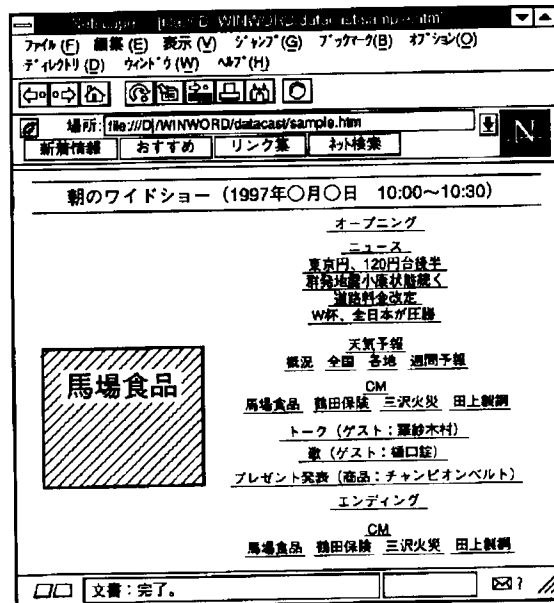 Netscape - [file:///D|/WINWORD/datacast/sample.htm]
ファイル(F) 編集(E) 表示(V) ジャンプ(G) ブックマーク(B) オプション(O)
ディレクトリ(D) ウィンドウ(W) ヘルプ(H)
場所: file:///D|/WINWORD/datacast/sample.htm
N
新着情報 おすすめ リンク集 ネット検索
朝のワイドショー (1997年〇月〇日 10:00~10:30)
オープニング
ニュース
東京円、120円台後半
群発地震小康状態続く
道路料金改定
W杯、全日本が圧勝
天気予報
概況 全国 各地 週間予報
馬場食品
CM
馬場食品 鶴田保険 三沢火災 田上製鋼
トーク (ゲスト:羅紗木村)
歌 (ゲスト:樋口錠)
プレゼント発表 (商品:チャンピオンベルト)
エンディング
CM
馬場食品 鶴田保険 三沢火災 田上製鋼
文書:完了。
?